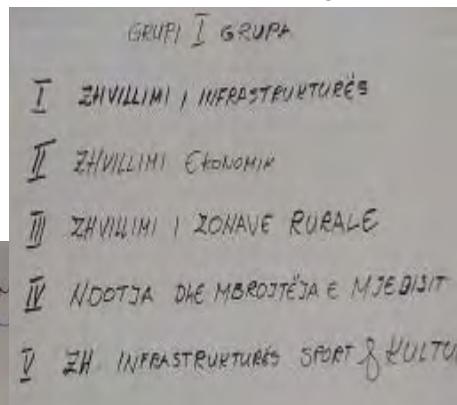 GRUPI I GRUPA
I ZHVILLIMI I INFRASTRUKTURËS
II ZHVILLIMI EKONOMIK
III ZHVILLIMI I ZONAVE RURALE
IV NDOTJA DHE MBROJTËJA E MJEDISIT
V ZH. INFRASTRUKTURËS SPORT & KULTU